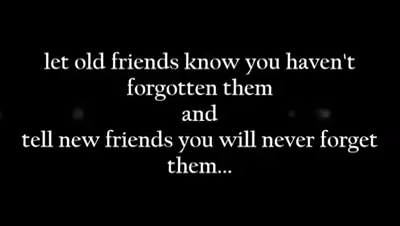 let old friends know you haven't
forgotten them
and
tell new friends you will never forget
them...